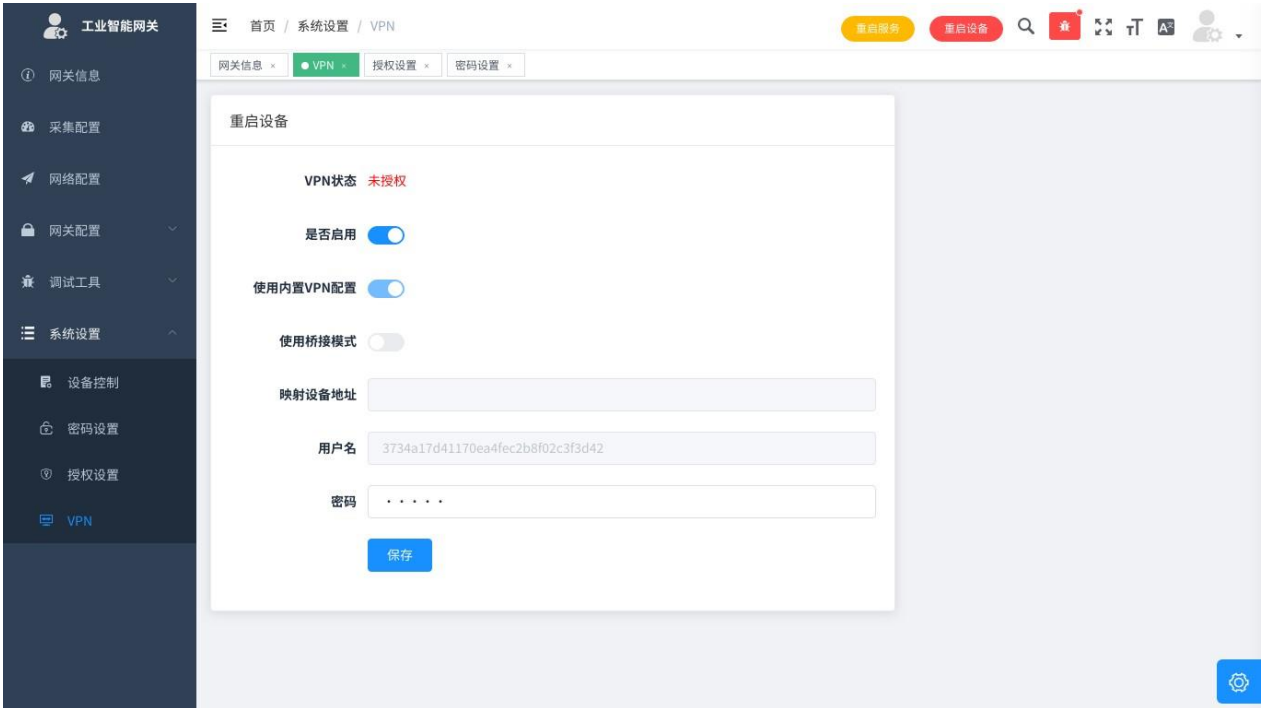 工业智能网关
首页 / 系统设置 / VPN
重启服务
重启设备
网关信息 ×
VPN ×
授权设置 ×
密码设置 ×
网关信息
采集配置
网络配置
网关配置
调试工具
系统设置
设备控制
密码设置
授权设置
VPN
重启设备
VPN状态 未授权
是否启用
使用内置VPN配置
使用桥接模式
映射设备地址
用户名 3734a17d41170ea4fec2b8f02c3f3d42
密码 ·····
保存